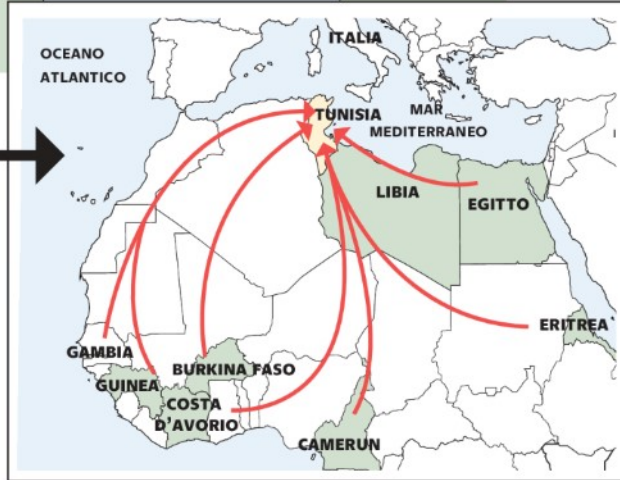 OCEANO
ATLANTICO
ITALIA
TUNISIA
MAR
MEDITERRANEO
LIBIA
EGITTO
ERITREA
GAMBIA
GUINEA
BURKINA FASO
COSTA
D'AVORIO
CAMERUN